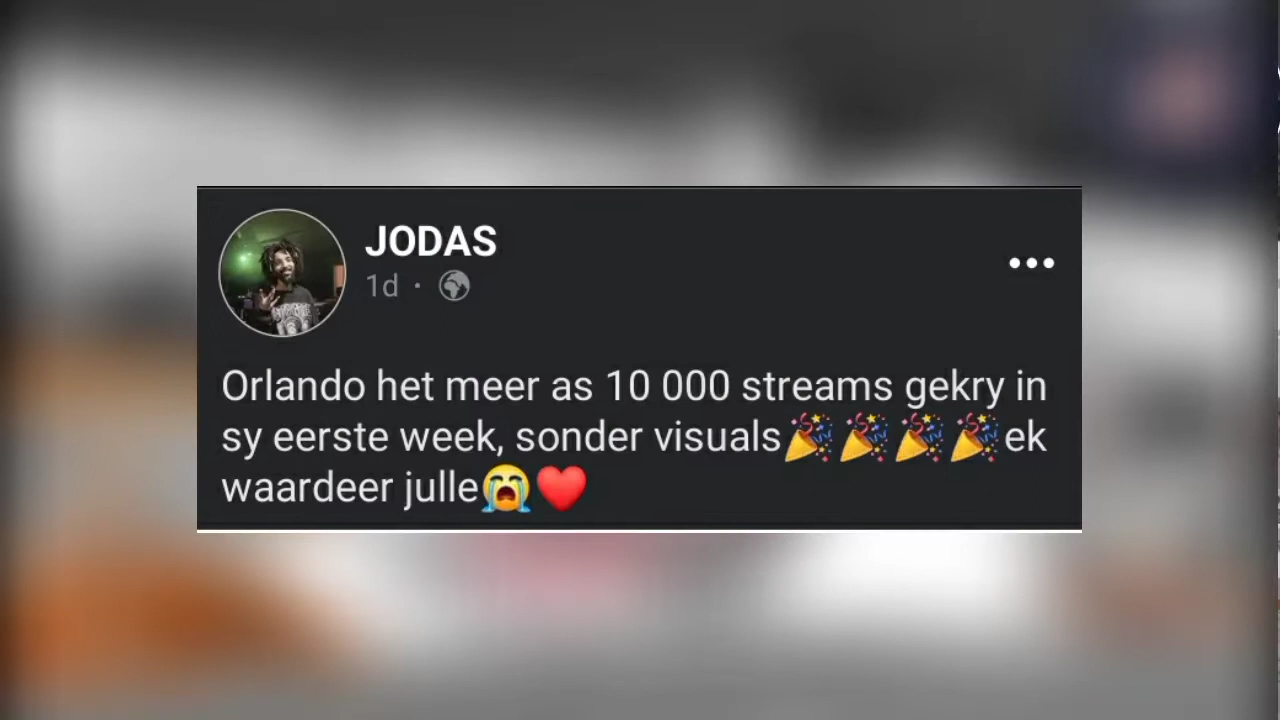 JODAS
1d ·
Orlando het meer as 10 000 streams gekry in
sy eerste week, sonder visuals🎉🎉🎉🎉ek
waardeer julle😭❤️